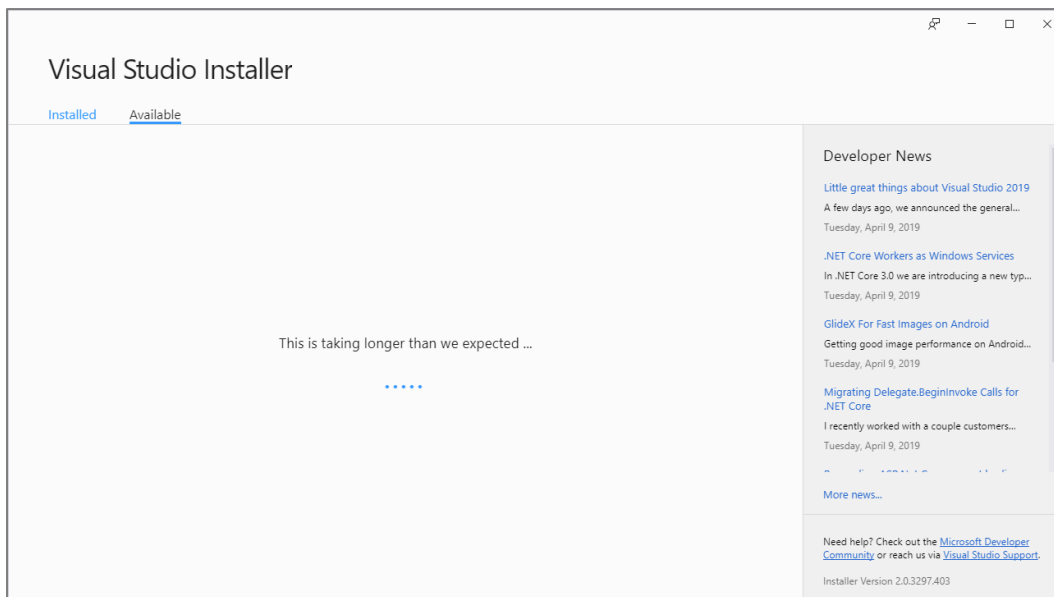 Visual Studio Installer
Installed
Available
This is taking longer than we expected ...
Developer News
Little great things about Visual Studio 2019
A few days ago, we announced the general...
Tuesday, April 9, 2019
.NET Core Workers as Windows Services
In .NET Core 3.0 we are introducing a new typ...
Tuesday, April 9, 2019
GlideX For Fast Images on Android
Getting good image performance on Android...
Tuesday, April 9, 2019
Migrating Delegate.BeginInvoke Calls for
.NET Core
I recently worked with a couple customers...
Tuesday, April 9, 2019
More news...
Need help? Check out the Microsoft Developer
Community or reach us via Visual Studio Support.
Installer Version 2.0.3297.403